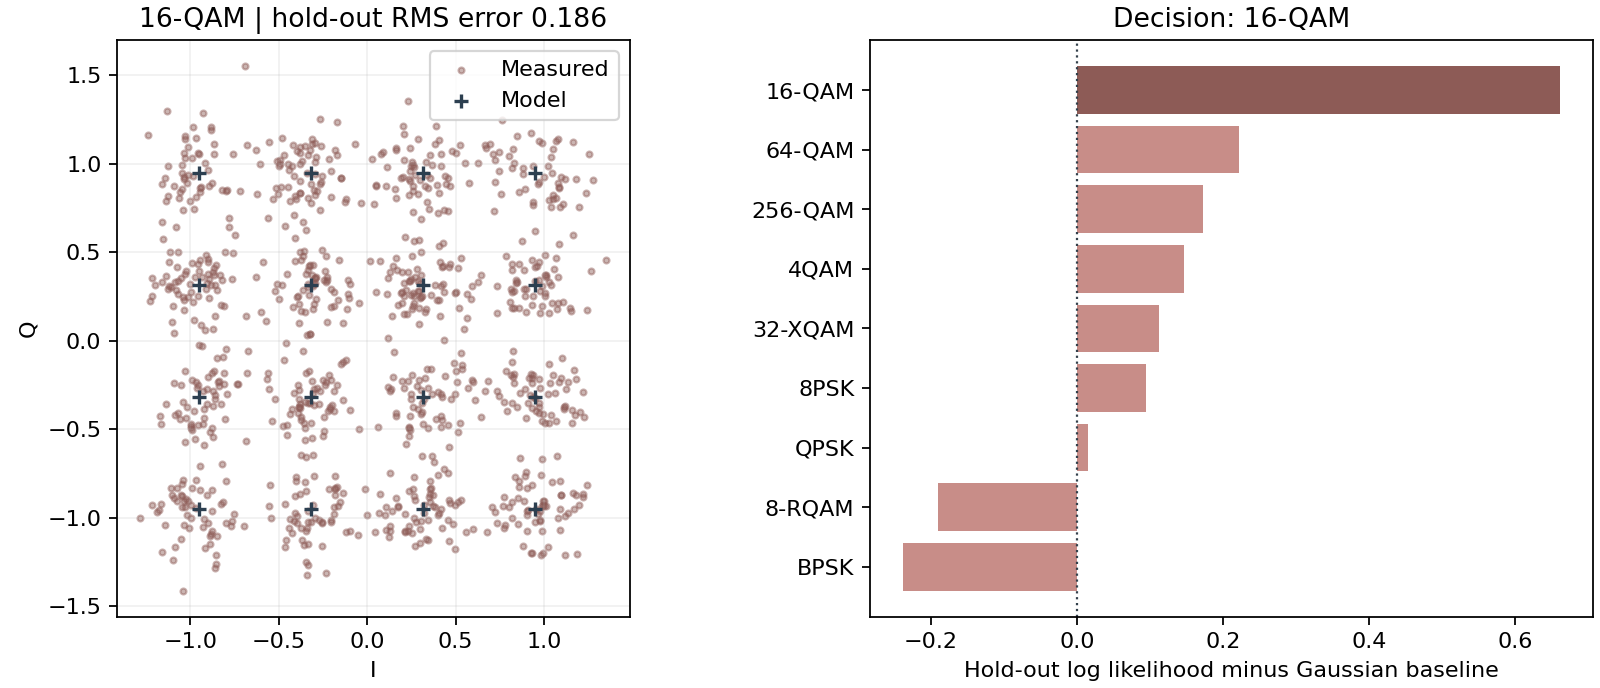 16-QAM | hold-out RMS error 0.186
Measured
Model
1.5
1.0
0.5
0.0
−0.5
−1.0
−1.5
Q
−1.0
−0.5
0.0
0.5
1.0
I
Decision: 16-QAM
16-QAM
64-QAM
256-QAM
4QAM
32-XQAM
8PSK
QPSK
8-RQAM
BPSK
−0.2
0.0
0.2
0.4
0.6
Hold-out log likelihood minus Gaussian baseline